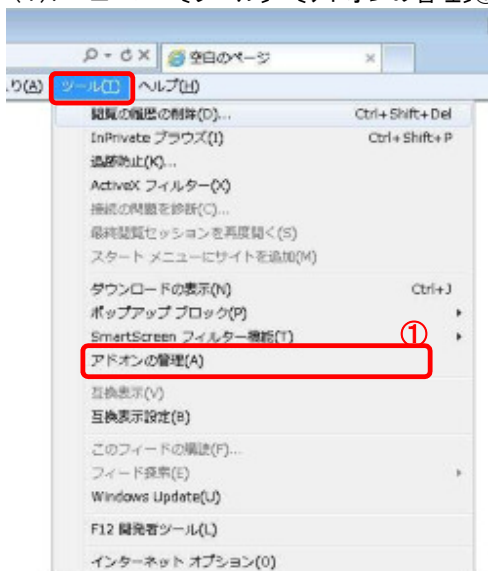 空白のページ
り(A) ツール(T) ヘルプ(H)
閲覧の履歴の削除(D)... Ctrl+Shift+Del
InPrivate ブラウズ(I) Ctrl+Shift+P
追跡防止(K)...
ActiveX フィルター(X)
接続の問題を診断(C)...
最終閲覧セッションを再度開く(S)
スタート メニューにサイトを追加(M)
ダウンロードの表示(N) Ctrl+J
ポップアップ ブロック(P)
SmartScreen フィルター機能(T)
①
アドオンの管理(A)
互換表示(V)
互換表示設定(B)
このフィードの購読(F)...
フィード探索(E)
Windows Update(U)
F12 開発者ツール(L)
インターネット オプション(O)